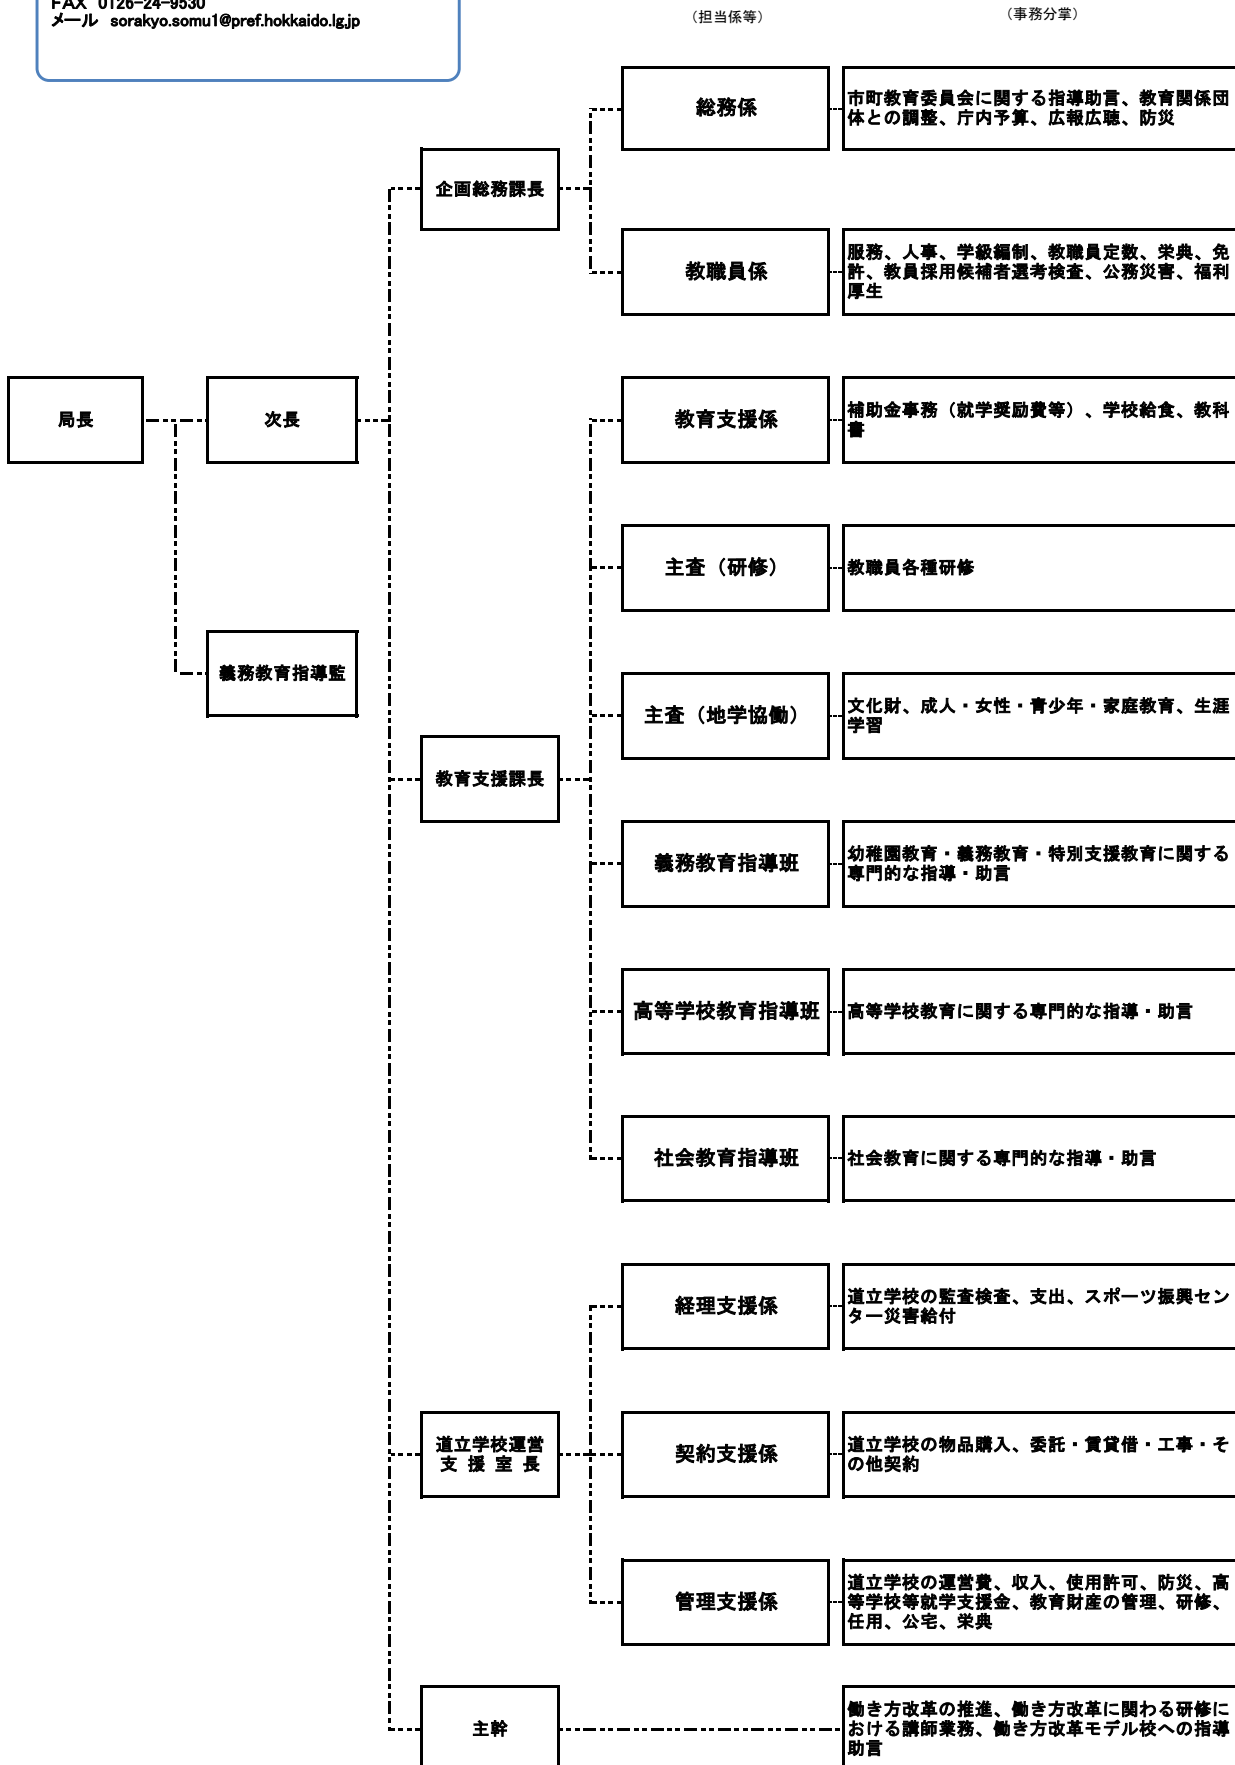 FAX 0126-24-9530
メール sorakyo.somu1@pref.hokkaido.lg.jp
（担当係等）
（事務分掌）
総務係
市町教育委員会に関する指導助言、教育関係団
体との調整、庁内予算、広報広聴、防災
企画総務課長
教職員係
服務、人事、学級編制、教職員定数、栄典、免
許、教員採用候補者選考検査、公務災害、福利
厚生
局長
次長
教育支援係
補助金事務（就学奨励費等）、学校給食、教科
書
主査（研修）
教職員各種研修
義務教育指導監
主査（地学協働）
文化財、成人・女性・青少年・家庭教育、生涯
学習
教育支援課長
義務教育指導班
幼稚園教育・義務教育・特別支援教育に関する
専門的な指導・助言
高等学校教育指導班
高等学校教育に関する専門的な指導・助言
社会教育指導班
社会教育に関する専門的な指導・助言
経理支援係
道立学校の監査検査、支出、スポーツ振興セン
ター災害給付
道立学校運営
支 援 室 長
契約支援係
道立学校の物品購入、委託・賃貸借・工事・そ
の他契約
管理支援係
道立学校の運営費、収入、使用許可、防災、高
等学校等就学支援金、教育財産の管理、研修、
任用、公宅、栄典
主幹
働き方改革の推進、働き方改革に関わる研修に
おける講師業務、働き方改革モデル校への指導
助言